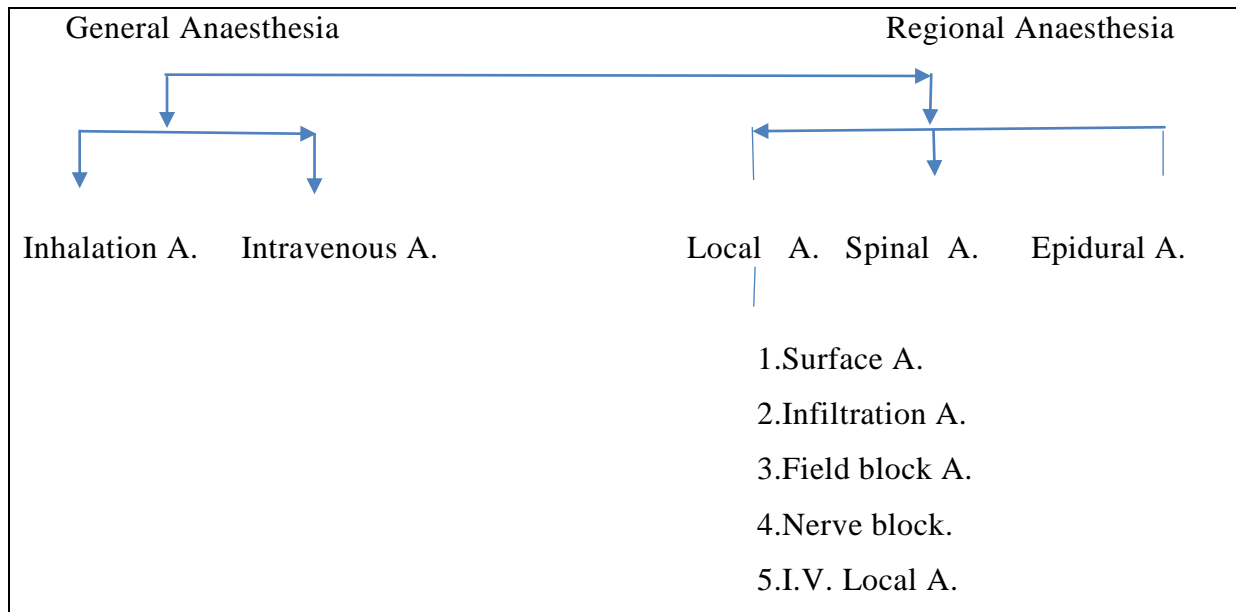 General Anaesthesia Regional Anaesthesia
Inhalation A. Intravenous A. Local A. Spinal A. Epidural A.
1.Surface A.
2.Infiltration A.
3.Field block A.
4.Nerve block.
5.I.V. Local A.